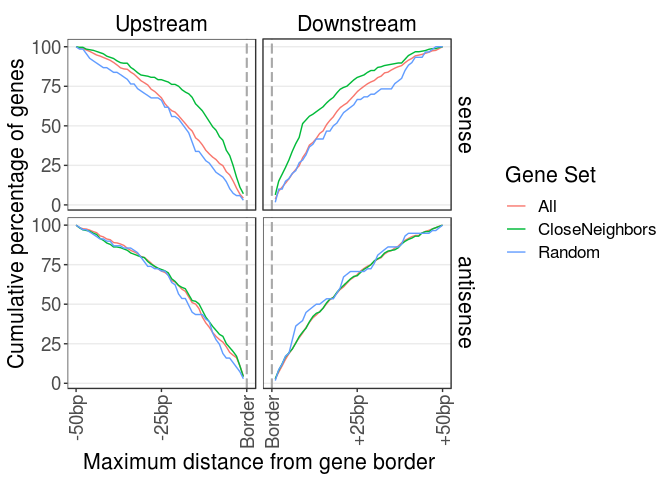 Upstream
Downstream
Cumulative percentage of genes
100
75
50
25
0
sense
100
75
50
25
0
antisense
-50bp
-25bp
Border
Border
+25bp
+50bp
Maximum distance from gene border
Gene Set
All
CloseNeighbors
Random